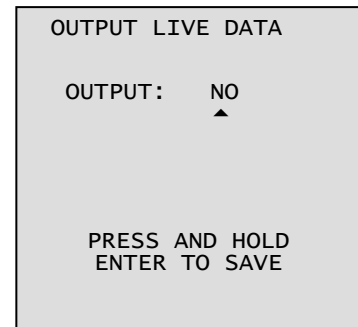 OUTPUT LIVE DATA
OUTPUT: NO
PRESS AND HOLD
ENTER TO SAVE